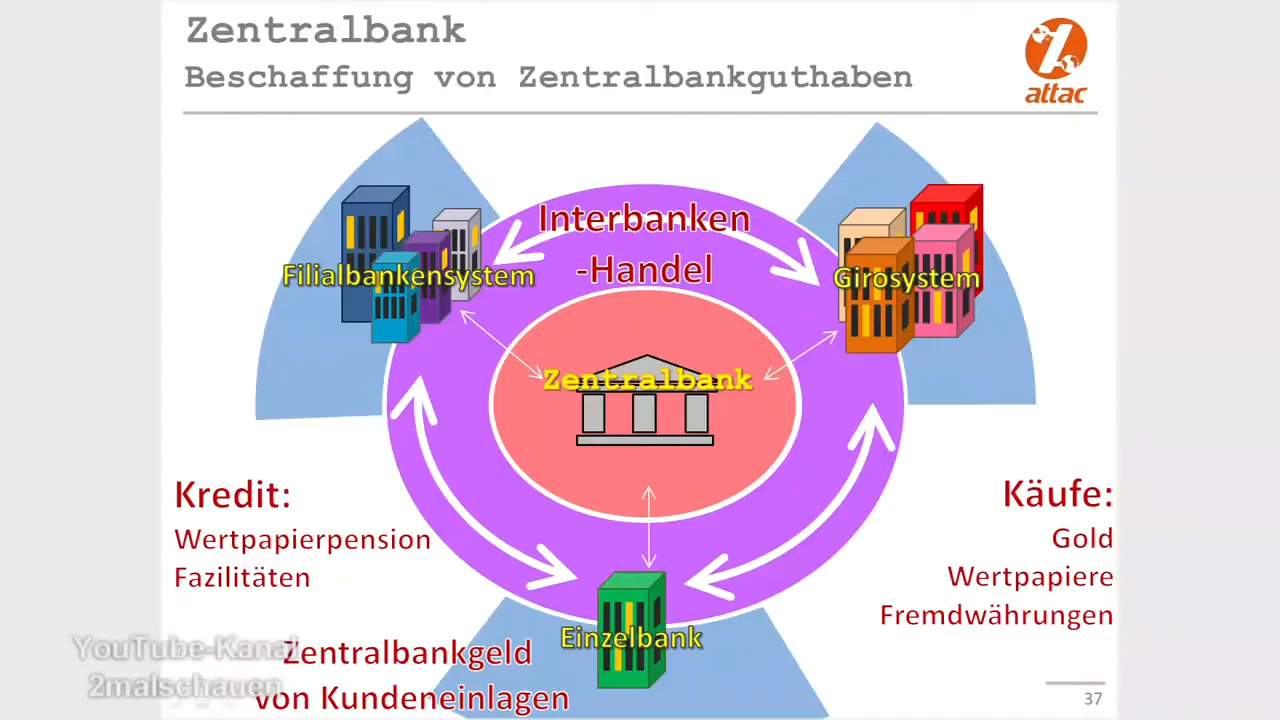 Zentralbank
Beschaffung von Zentralbankguthaben
attac
Interbanken
-Handel
Filialbankensystem
Girosystem
Zentralbank
Kredit:
Wertpapierpension
Fazilitäten
Käufe:
Gold
Wertpapiere
Fremdwährungen
Einzelbank
Zentralbankgeld
von Kundeneinlagen
YouTube-Kanal
2malschauen
37